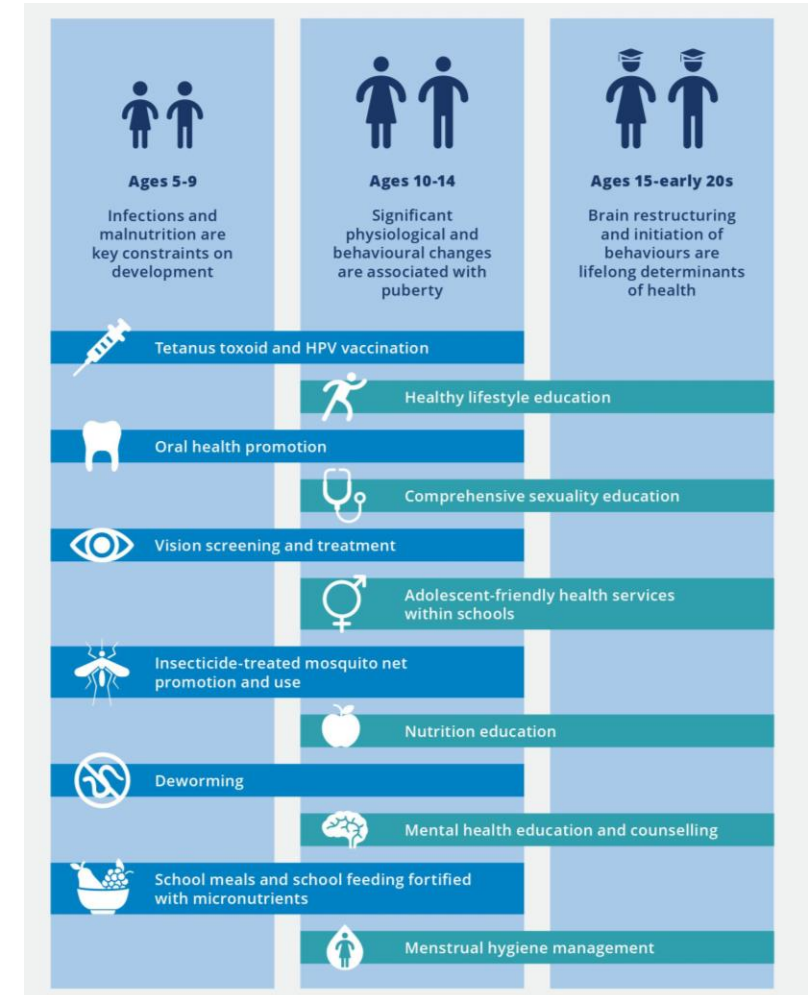 Ages 5-9
Infections and
malnutrition are
key constraints on
development
Ages 10-14
Significant
physiological and
behavioural changes
are associated with
puberty
Ages 15-early 20s
Brain restructuring
and initiation of
behaviours are
lifelong determinants
of health
Tetanus toxoid and HPV vaccination
Healthy lifestyle education
Oral health promotion
Comprehensive sexuality education
Vision screening and treatment
Adolescent-friendly health services
within schools
Insecticide-treated mosquito net
promotion and use
Nutrition education
Deworming
Mental health education and counselling
School meals and school feeding fortified
with micronutrients
Menstrual hygiene management